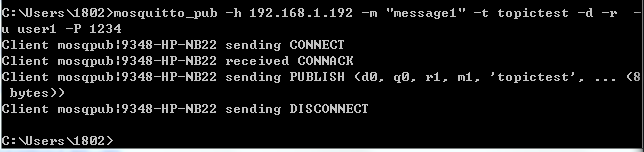 C:\Users\1802>mosquitto_pub -h 192.168.1.192 -m "message1" -t topictest -d -r  -
u user1 -P 1234
Client mosqpub|9348-HP-NB22 sending CONNECT
Client mosqpub|9348-HP-NB22 received CONNACK
Client mosqpub|9348-HP-NB22 sending PUBLISH (d0, q0, r1, m1, 'topictest', ... (8
 bytes))
Client mosqpub|9348-HP-NB22 sending DISCONNECT
C:\Users\1802>